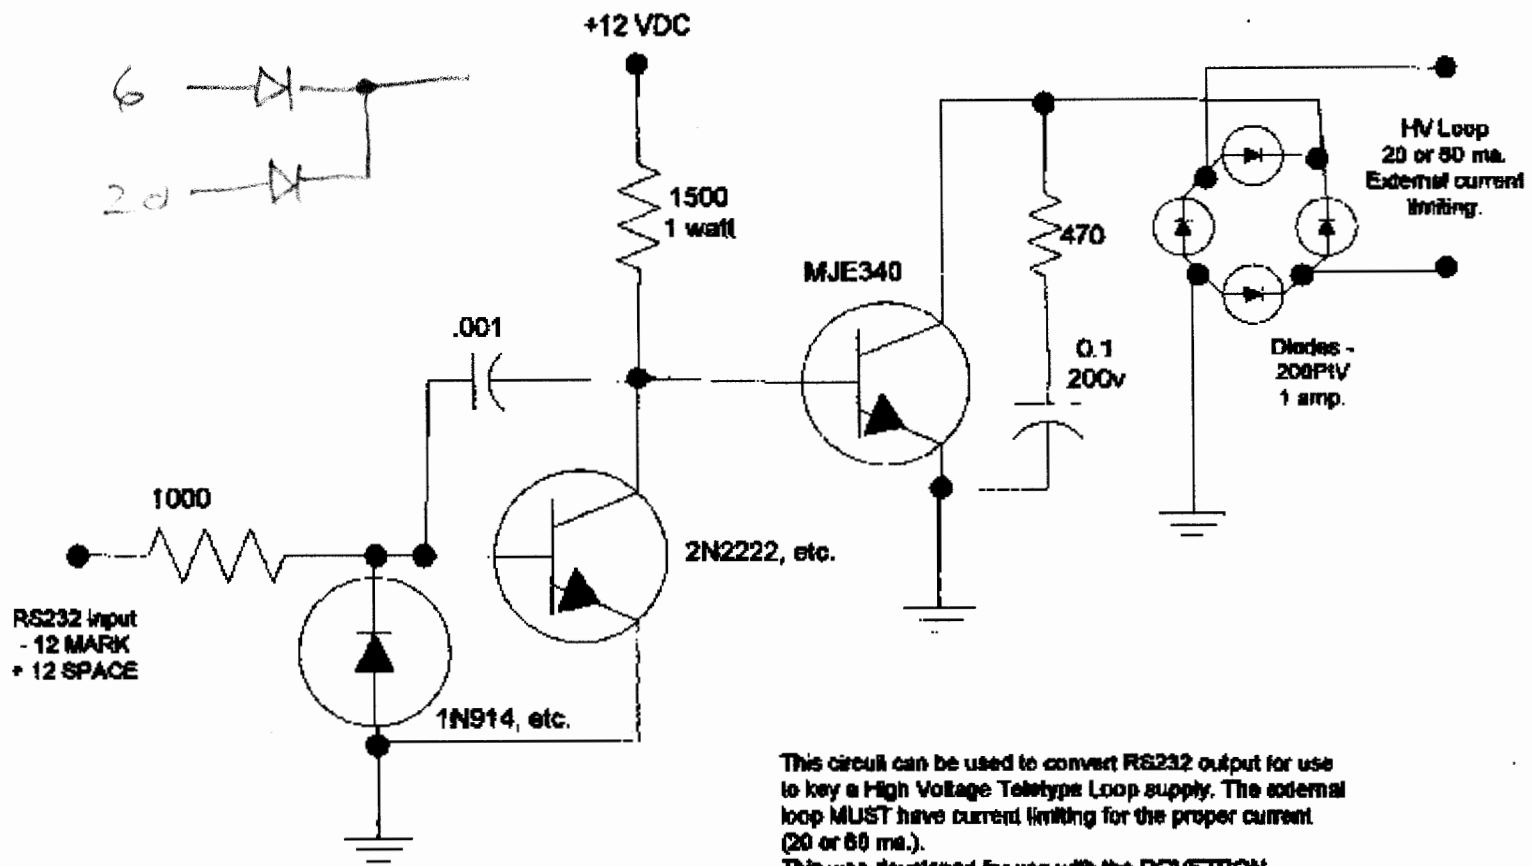 +12 VDC
6
20
1500
1 watt
HV Loop
20 or 60 ma.
External current
limiting.
470
MJE340
.001
0.1
200v
Diodes -
200PIV
1 amp.
1000
2N2222, etc.
RS232 input
- 12 MARK
+ 12 SPACE
1N914, etc.
This circuit can be used to convert RS232 output for use
to key a High Voltage Teletype Loop supply. The external
loop MUST have current limiting for the proper current
(20 or 60 ma.).